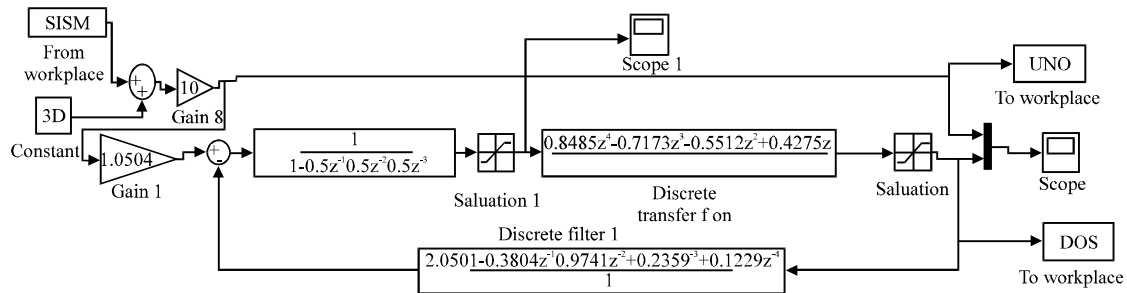 SISM
From
workplace
3D
Constant
+
+
10
Gain 8
1.0504
Gain 1
+
-
1
1-0.5z⁻¹0.5z⁻²0.5z⁻³
Saluation 1
Scope 1
0.8485z⁴-0.7173z³-0.5512z²+0.4275z
Discrete
transfer f on
Saluation
UNO
To workplace
Scope
DOS
To workplace
Discrete filter 1
2.0501-0.3804z⁻¹0.9741z⁻²+0.2359⁻³+0.1229z⁻⁴
1